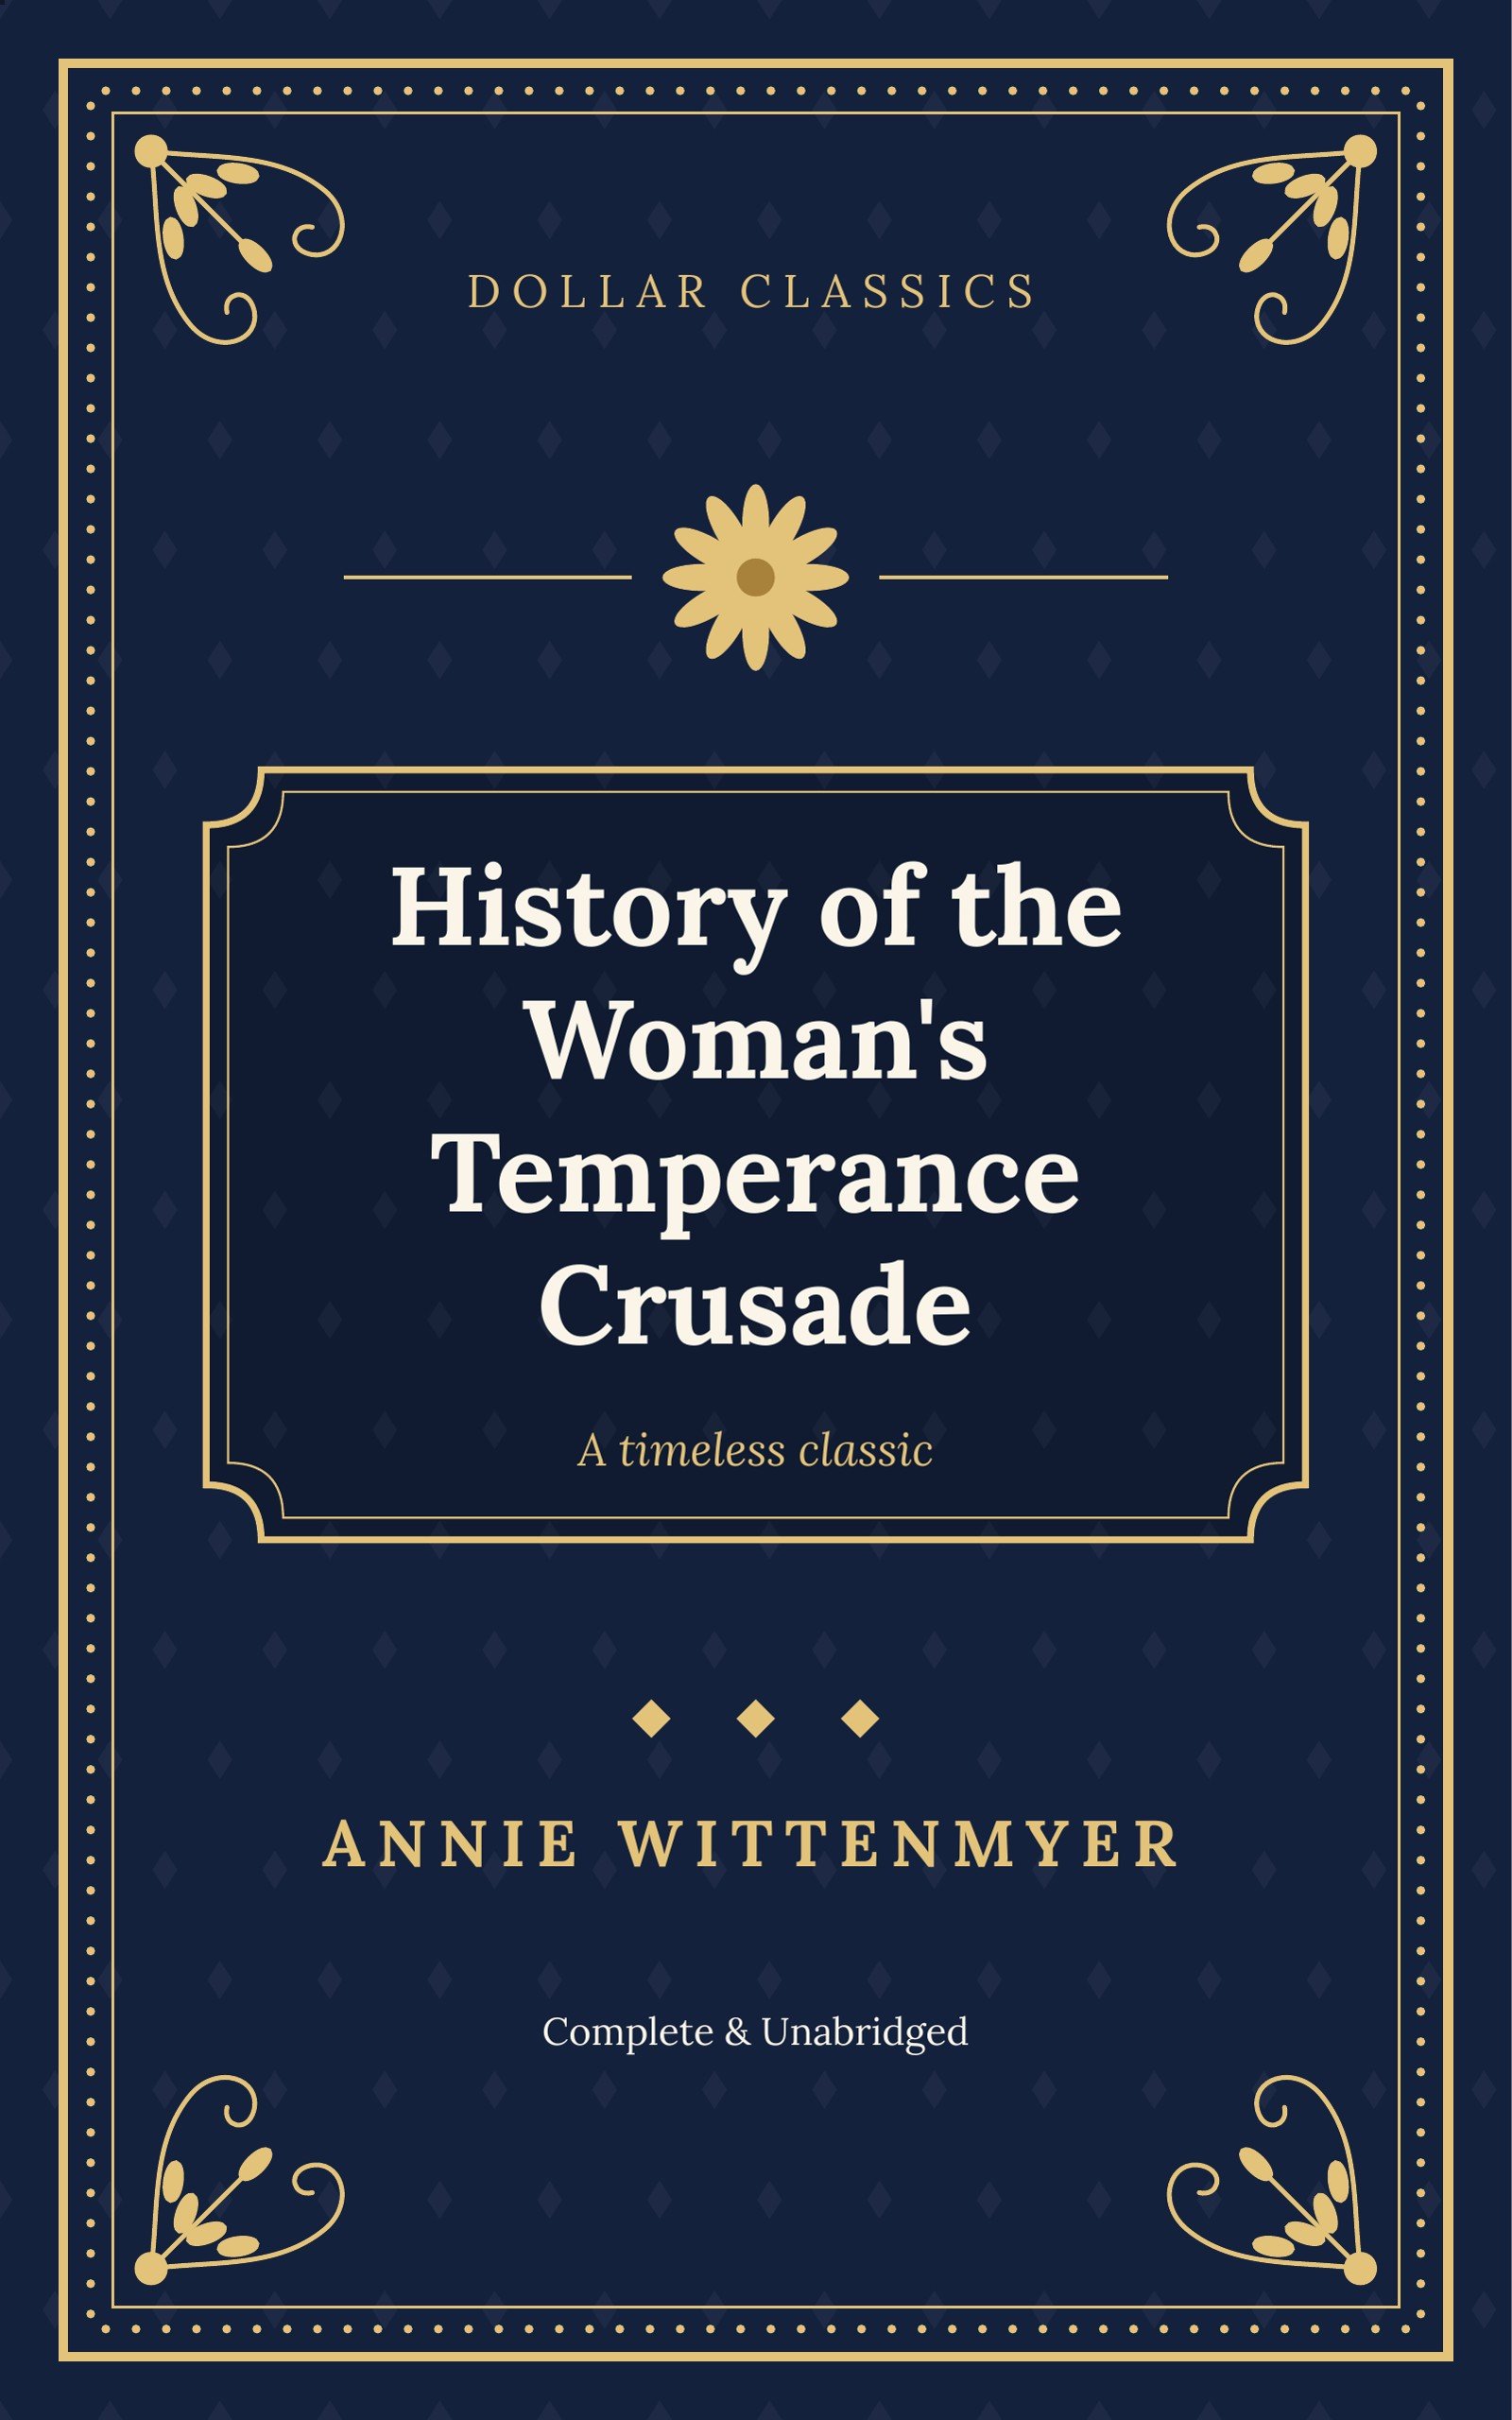 DOLLAR CLASSICS
History of the
Woman's
Temperance
Crusade
A timeless classic
ANNIE WITTENMYER
Complete & Unabridged